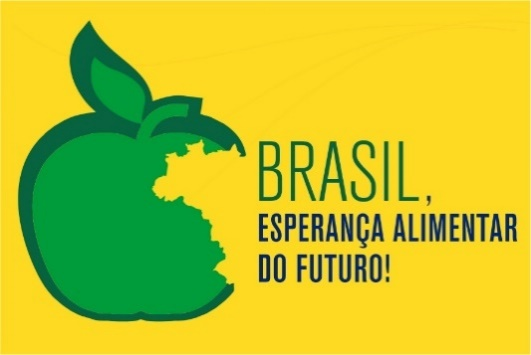 BRASIL,
ESPERANÇA ALIMENTAR
DO FUTURO!